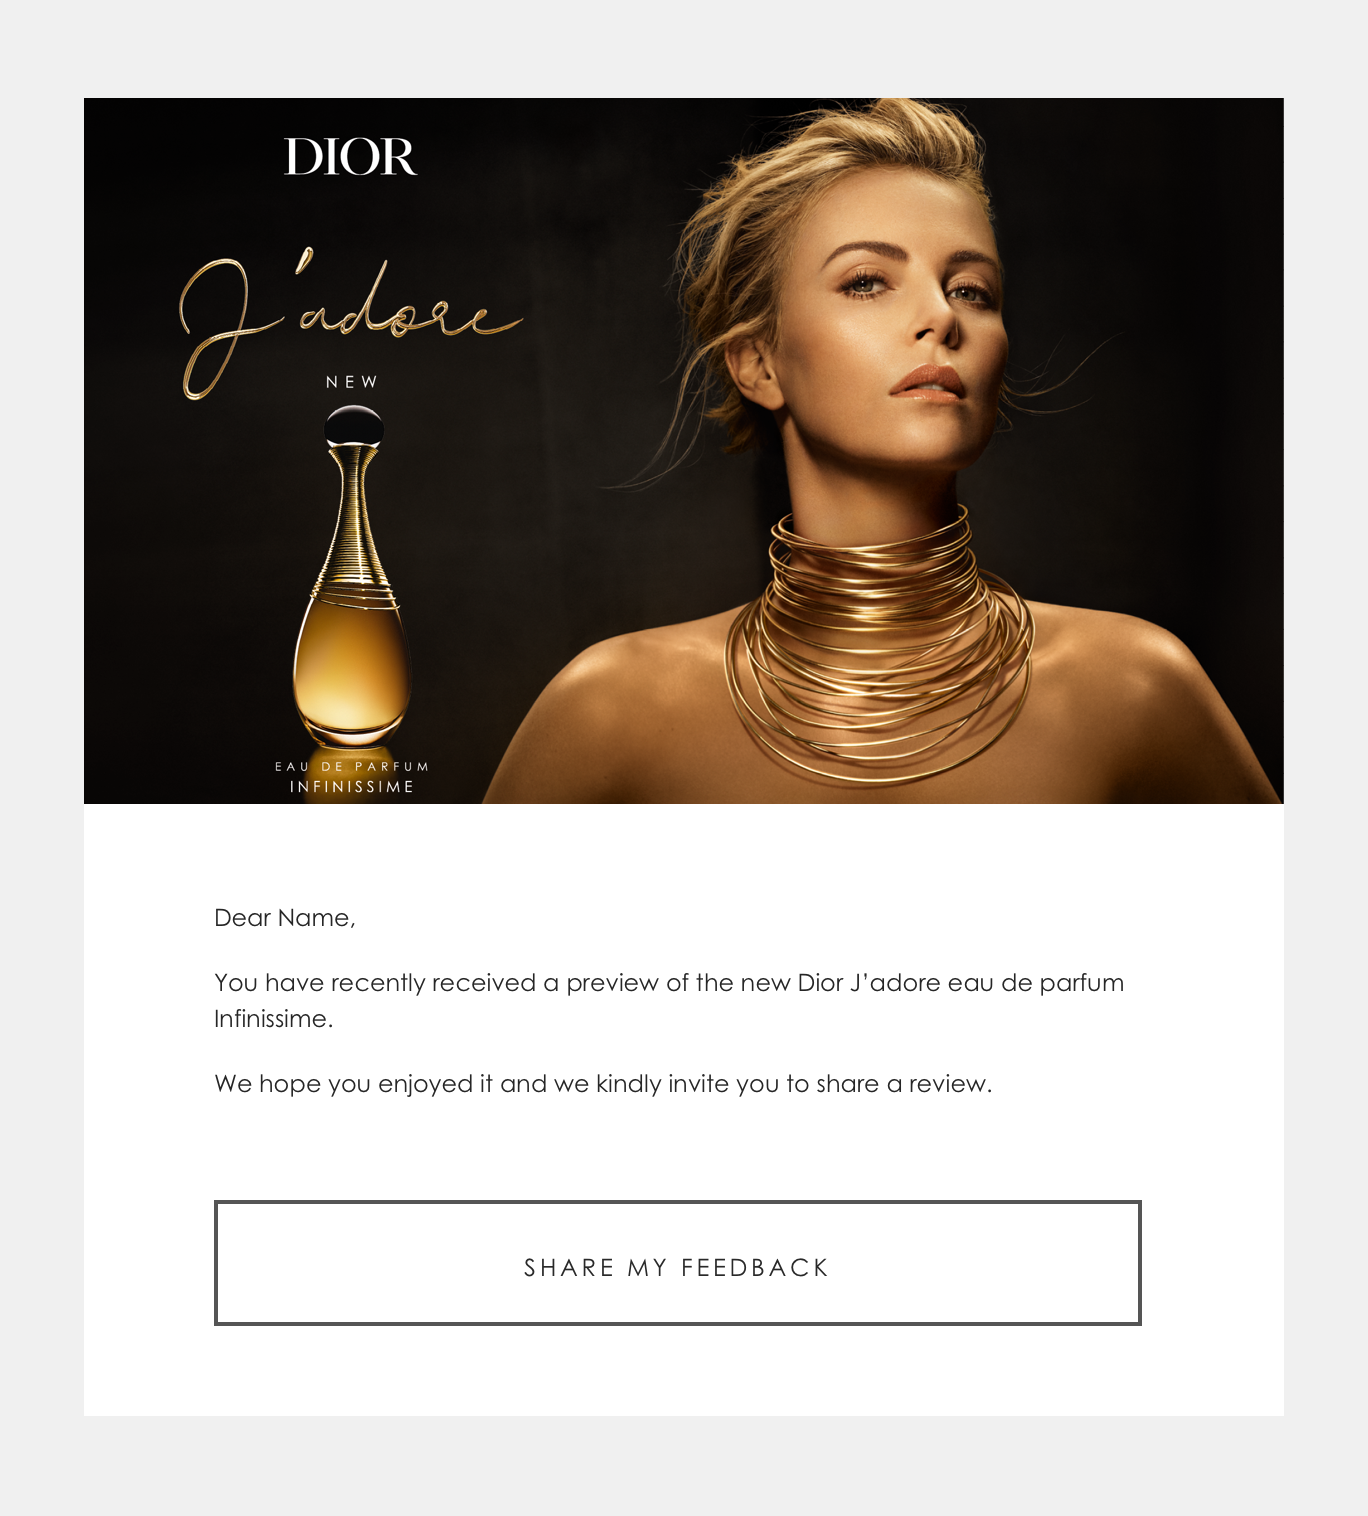 DIOR
J'adore
NEW
EAU DE PARFUM
INFINISSIME
Dear Name,
You have recently received a preview of the new Dior J’adore eau de parfum
Infinissime.
We hope you enjoyed it and we kindly invite you to share a review.
SHARE MY FEEDBACK